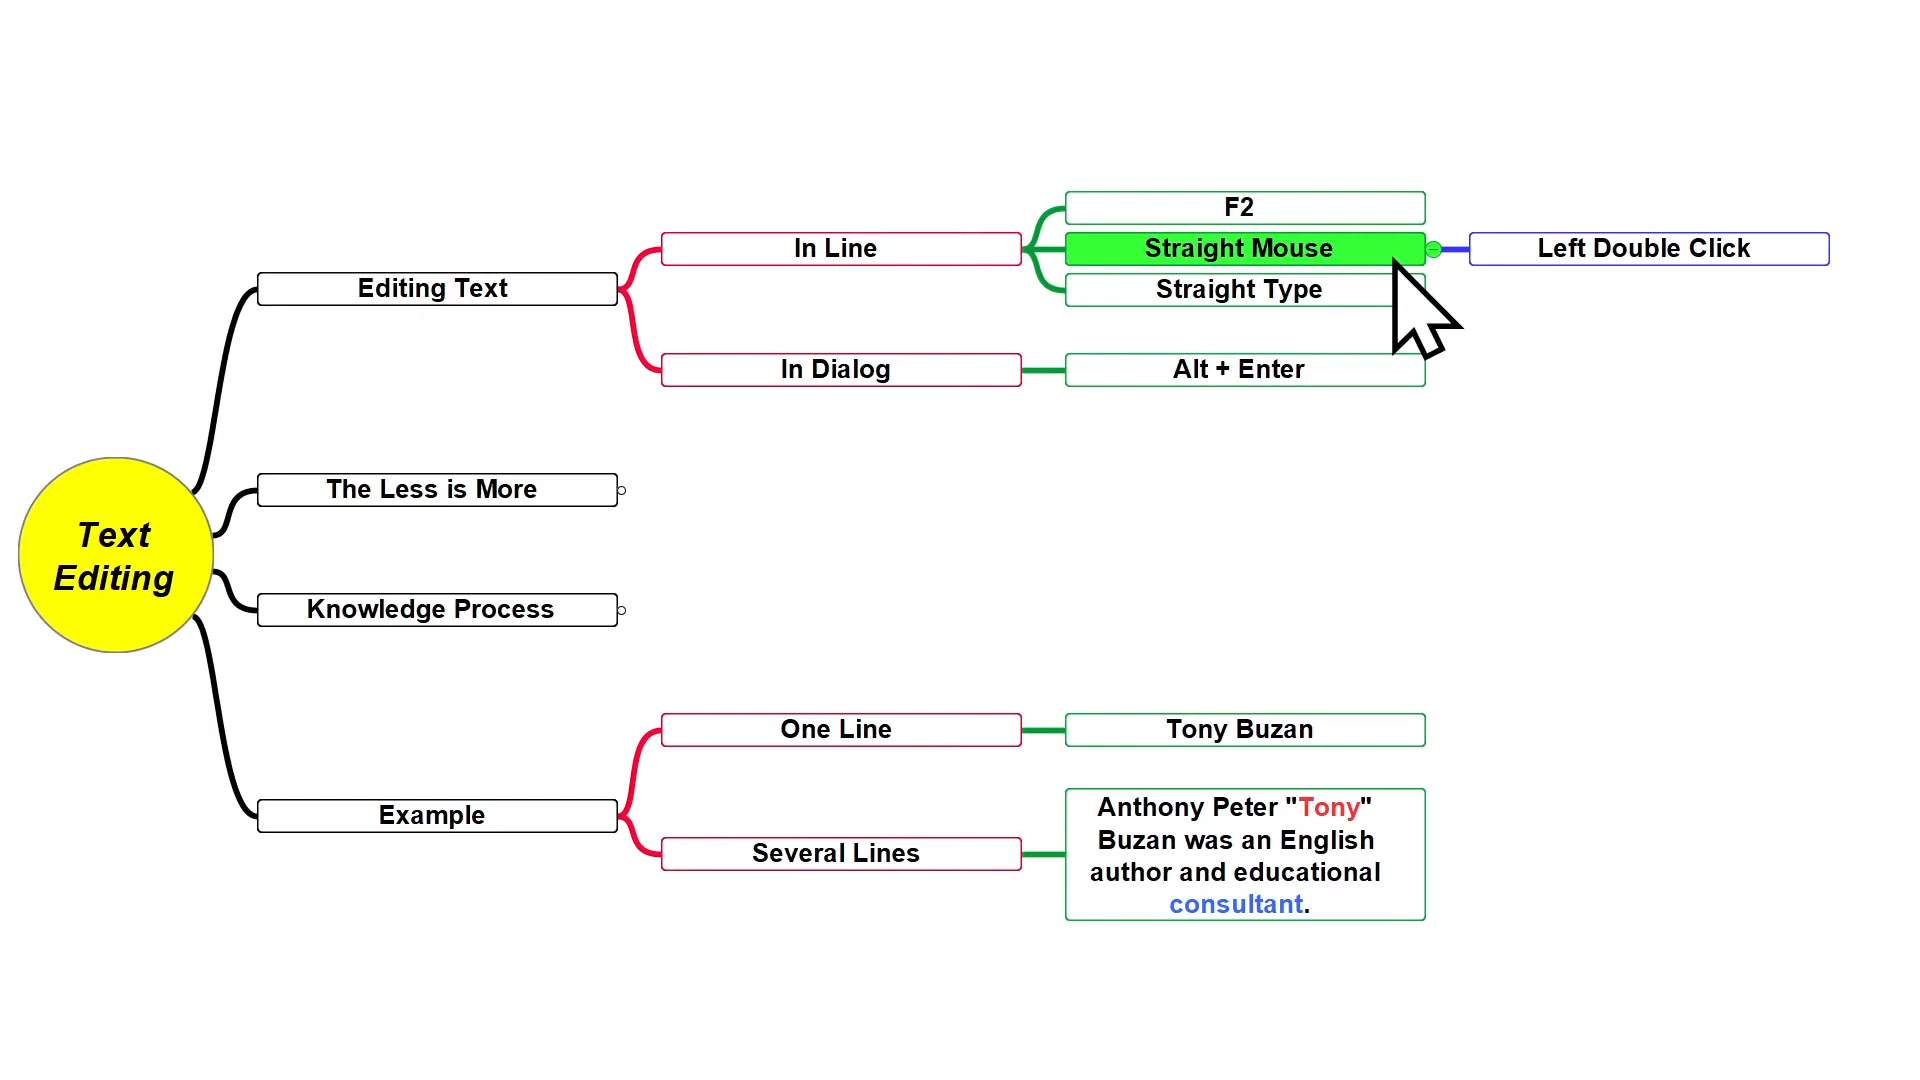 Text
Editing
Editing Text
In Line
F2
Straight Mouse
Left Double Click
Straight Type
In Dialog
Alt + Enter
The Less is More
Knowledge Process
Example
One Line
Tony Buzan
Several Lines
Anthony Peter "Tony"
Buzan was an English
author and educational
consultant.